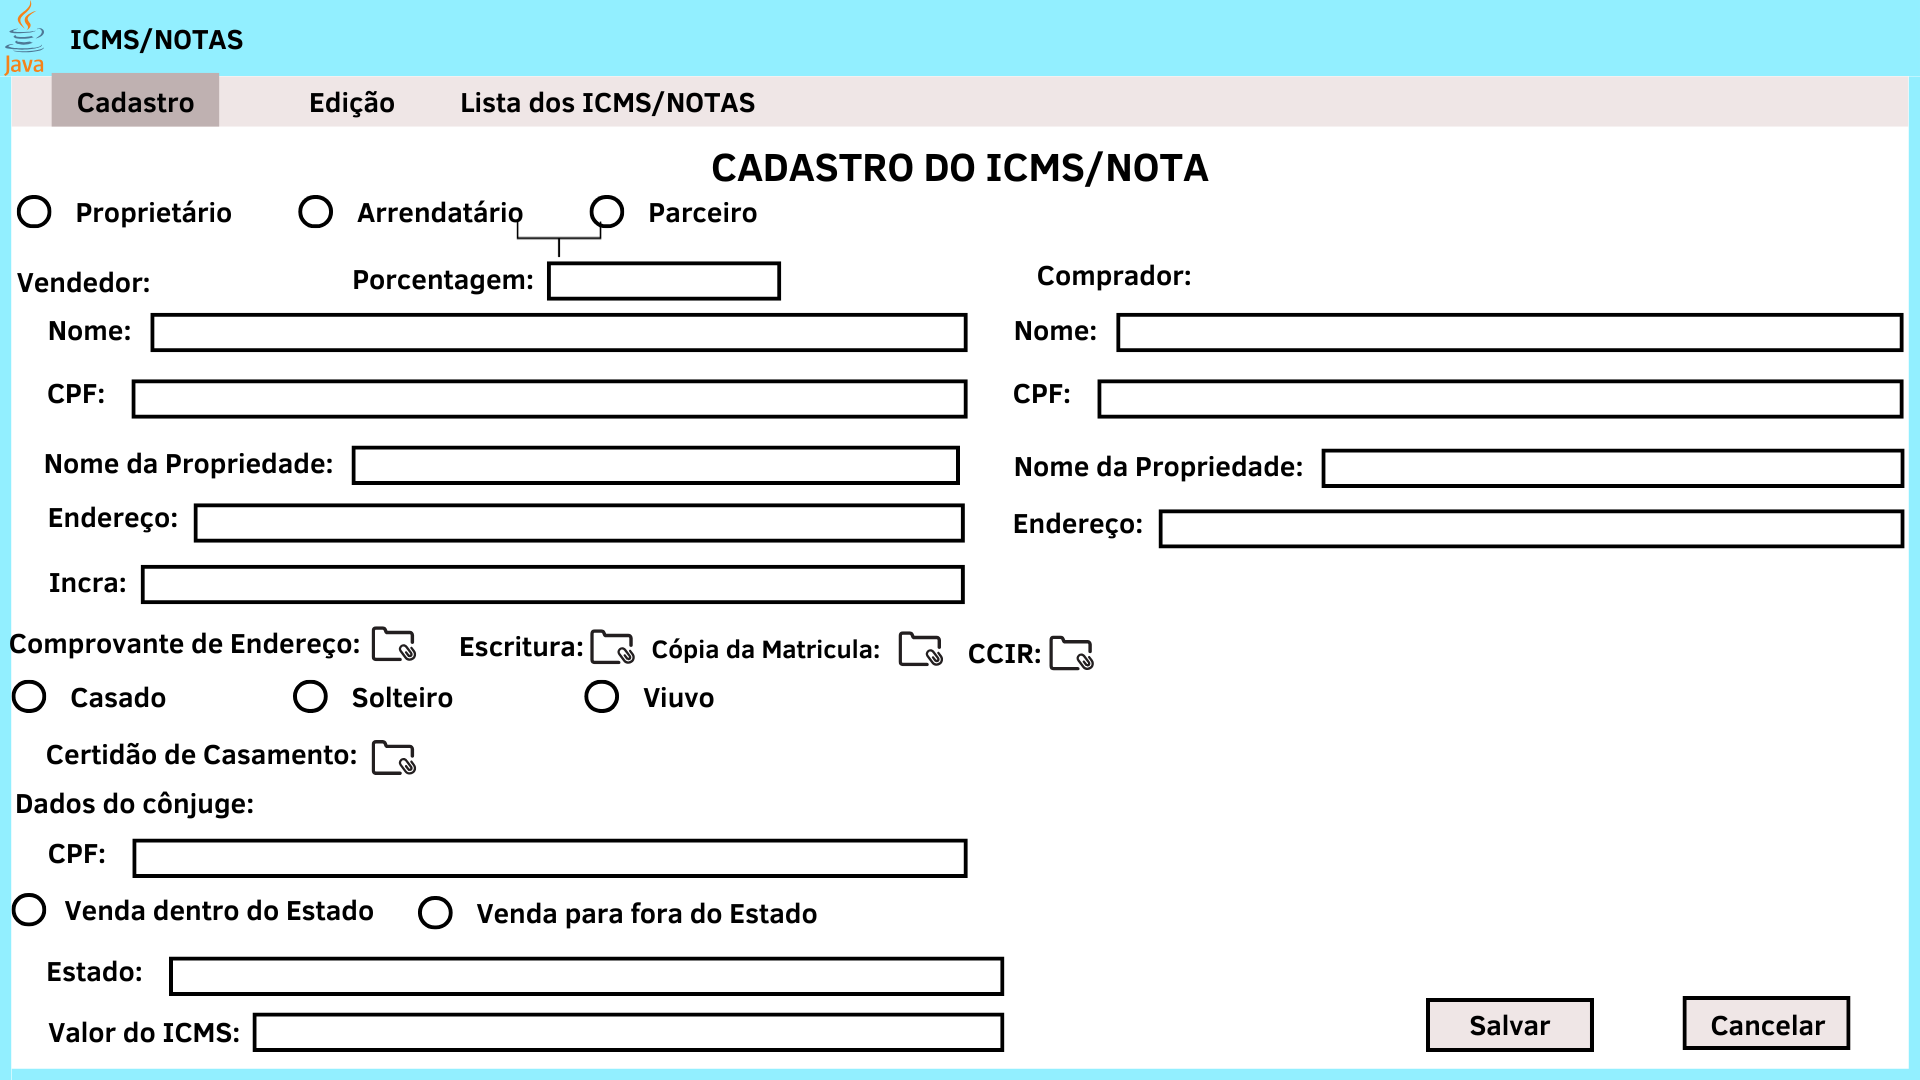 Java
ICMS/NOTAS
Cadastro Edição Lista dos ICMS/NOTAS
CADASTRO DO ICMS/NOTA
Proprietário Arrendatário Parceiro
Vendedor: Porcentagem: Comprador:
Nome: Nome:
CPF: CPF:
Nome da Propriedade: Nome da Propriedade:
Endereço: Endereço:
Incra:
Comprovante de Endereço: Escritura: Cópia da Matricula: CCIR:
Casado Solteiro Viuvo
Certidão de Casamento:
Dados do cônjuge:
CPF:
Venda dentro do Estado Venda para fora do Estado
Estado:
Valor do ICMS: Salvar Cancelar